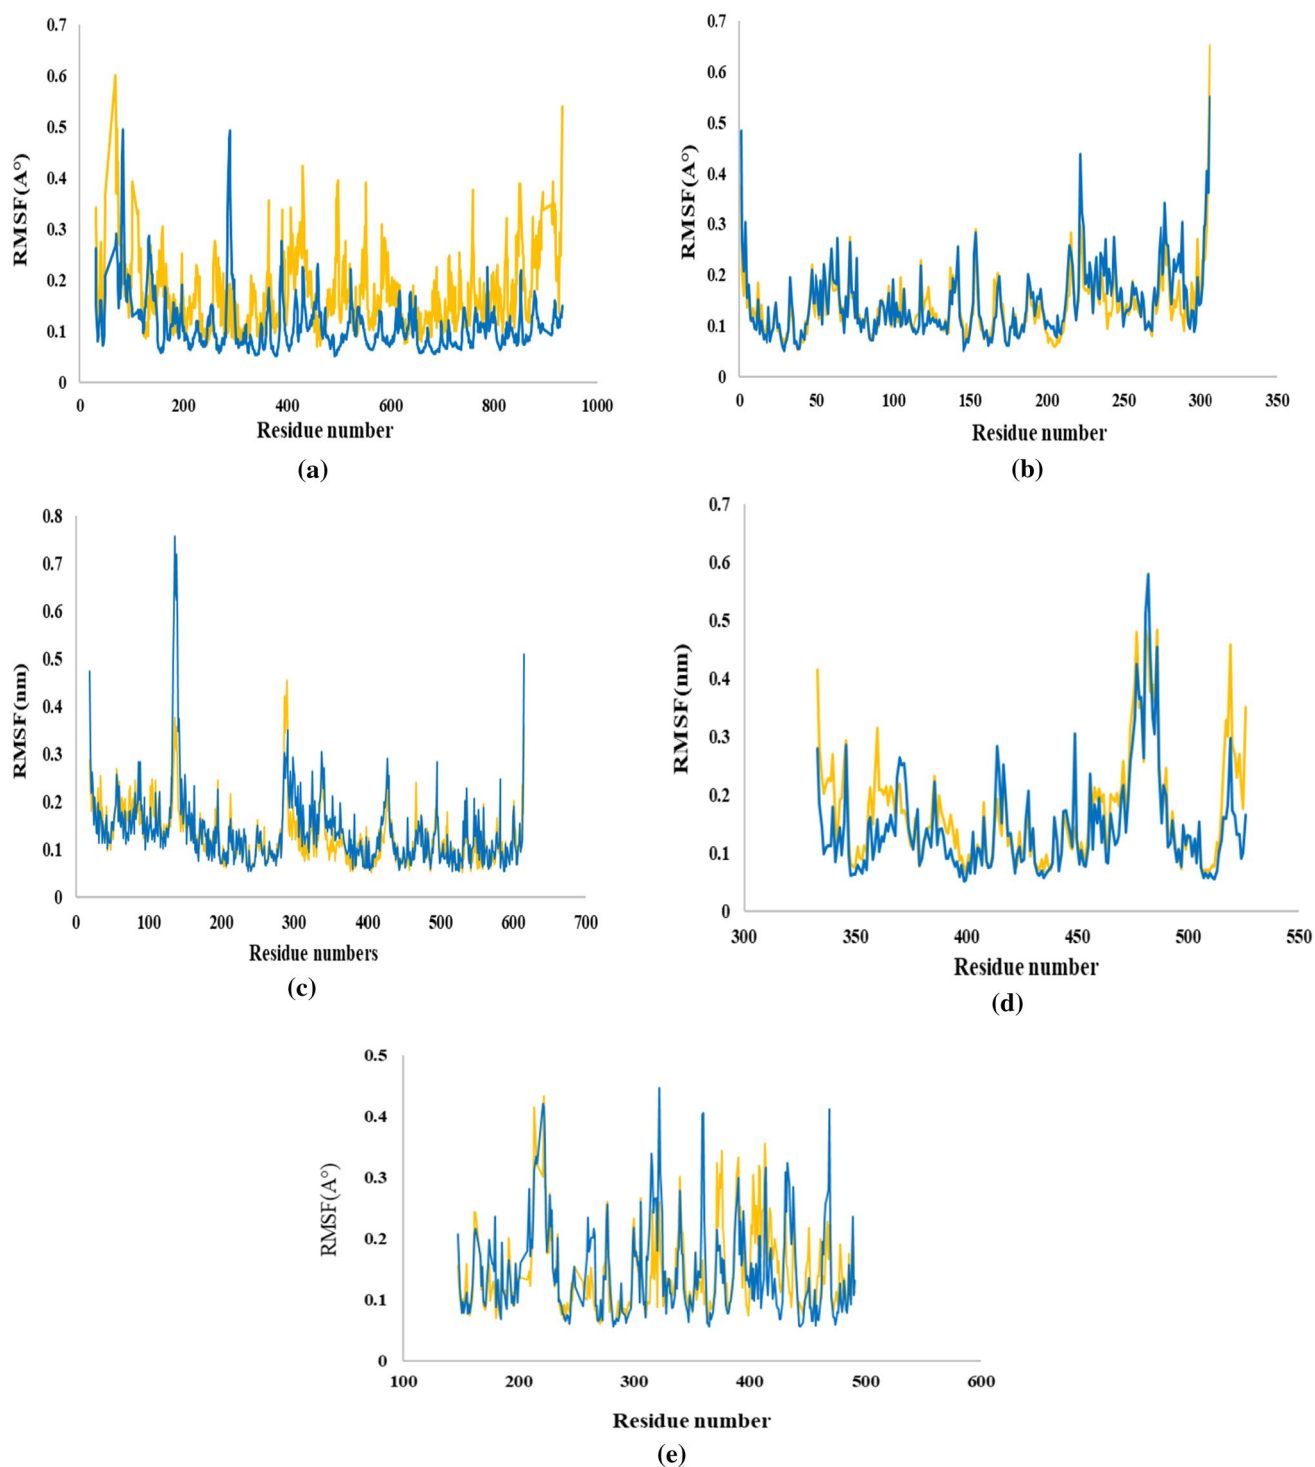 0.7
0.6
0.5
0.4
0.3
0.2
0.1
0
RMSF(A°)
0 200 400 600 800 1000
Residue number
(a)
0.7
0.6
0.5
0.4
0.3
0.2
0.1
0
RMSF(A°)
0 50 100 150 200 250 300 350
Residue number
(b)
0.8
0.7
0.6
0.5
0.4
0.3
0.2
0.1
0
RMSF(nm)
0 100 200 300 400 500 600 700
Residue numbers
(c)
0.7
0.6
0.5
0.4
0.3
0.2
0.1
0
RMSF(nm)
300 350 400 450 500 550
Residue number
(d)
0.5
0.4
0.3
0.2
0.1
0
RMSF(A°)
100 200 300 400 500 600
Residue number
(e)